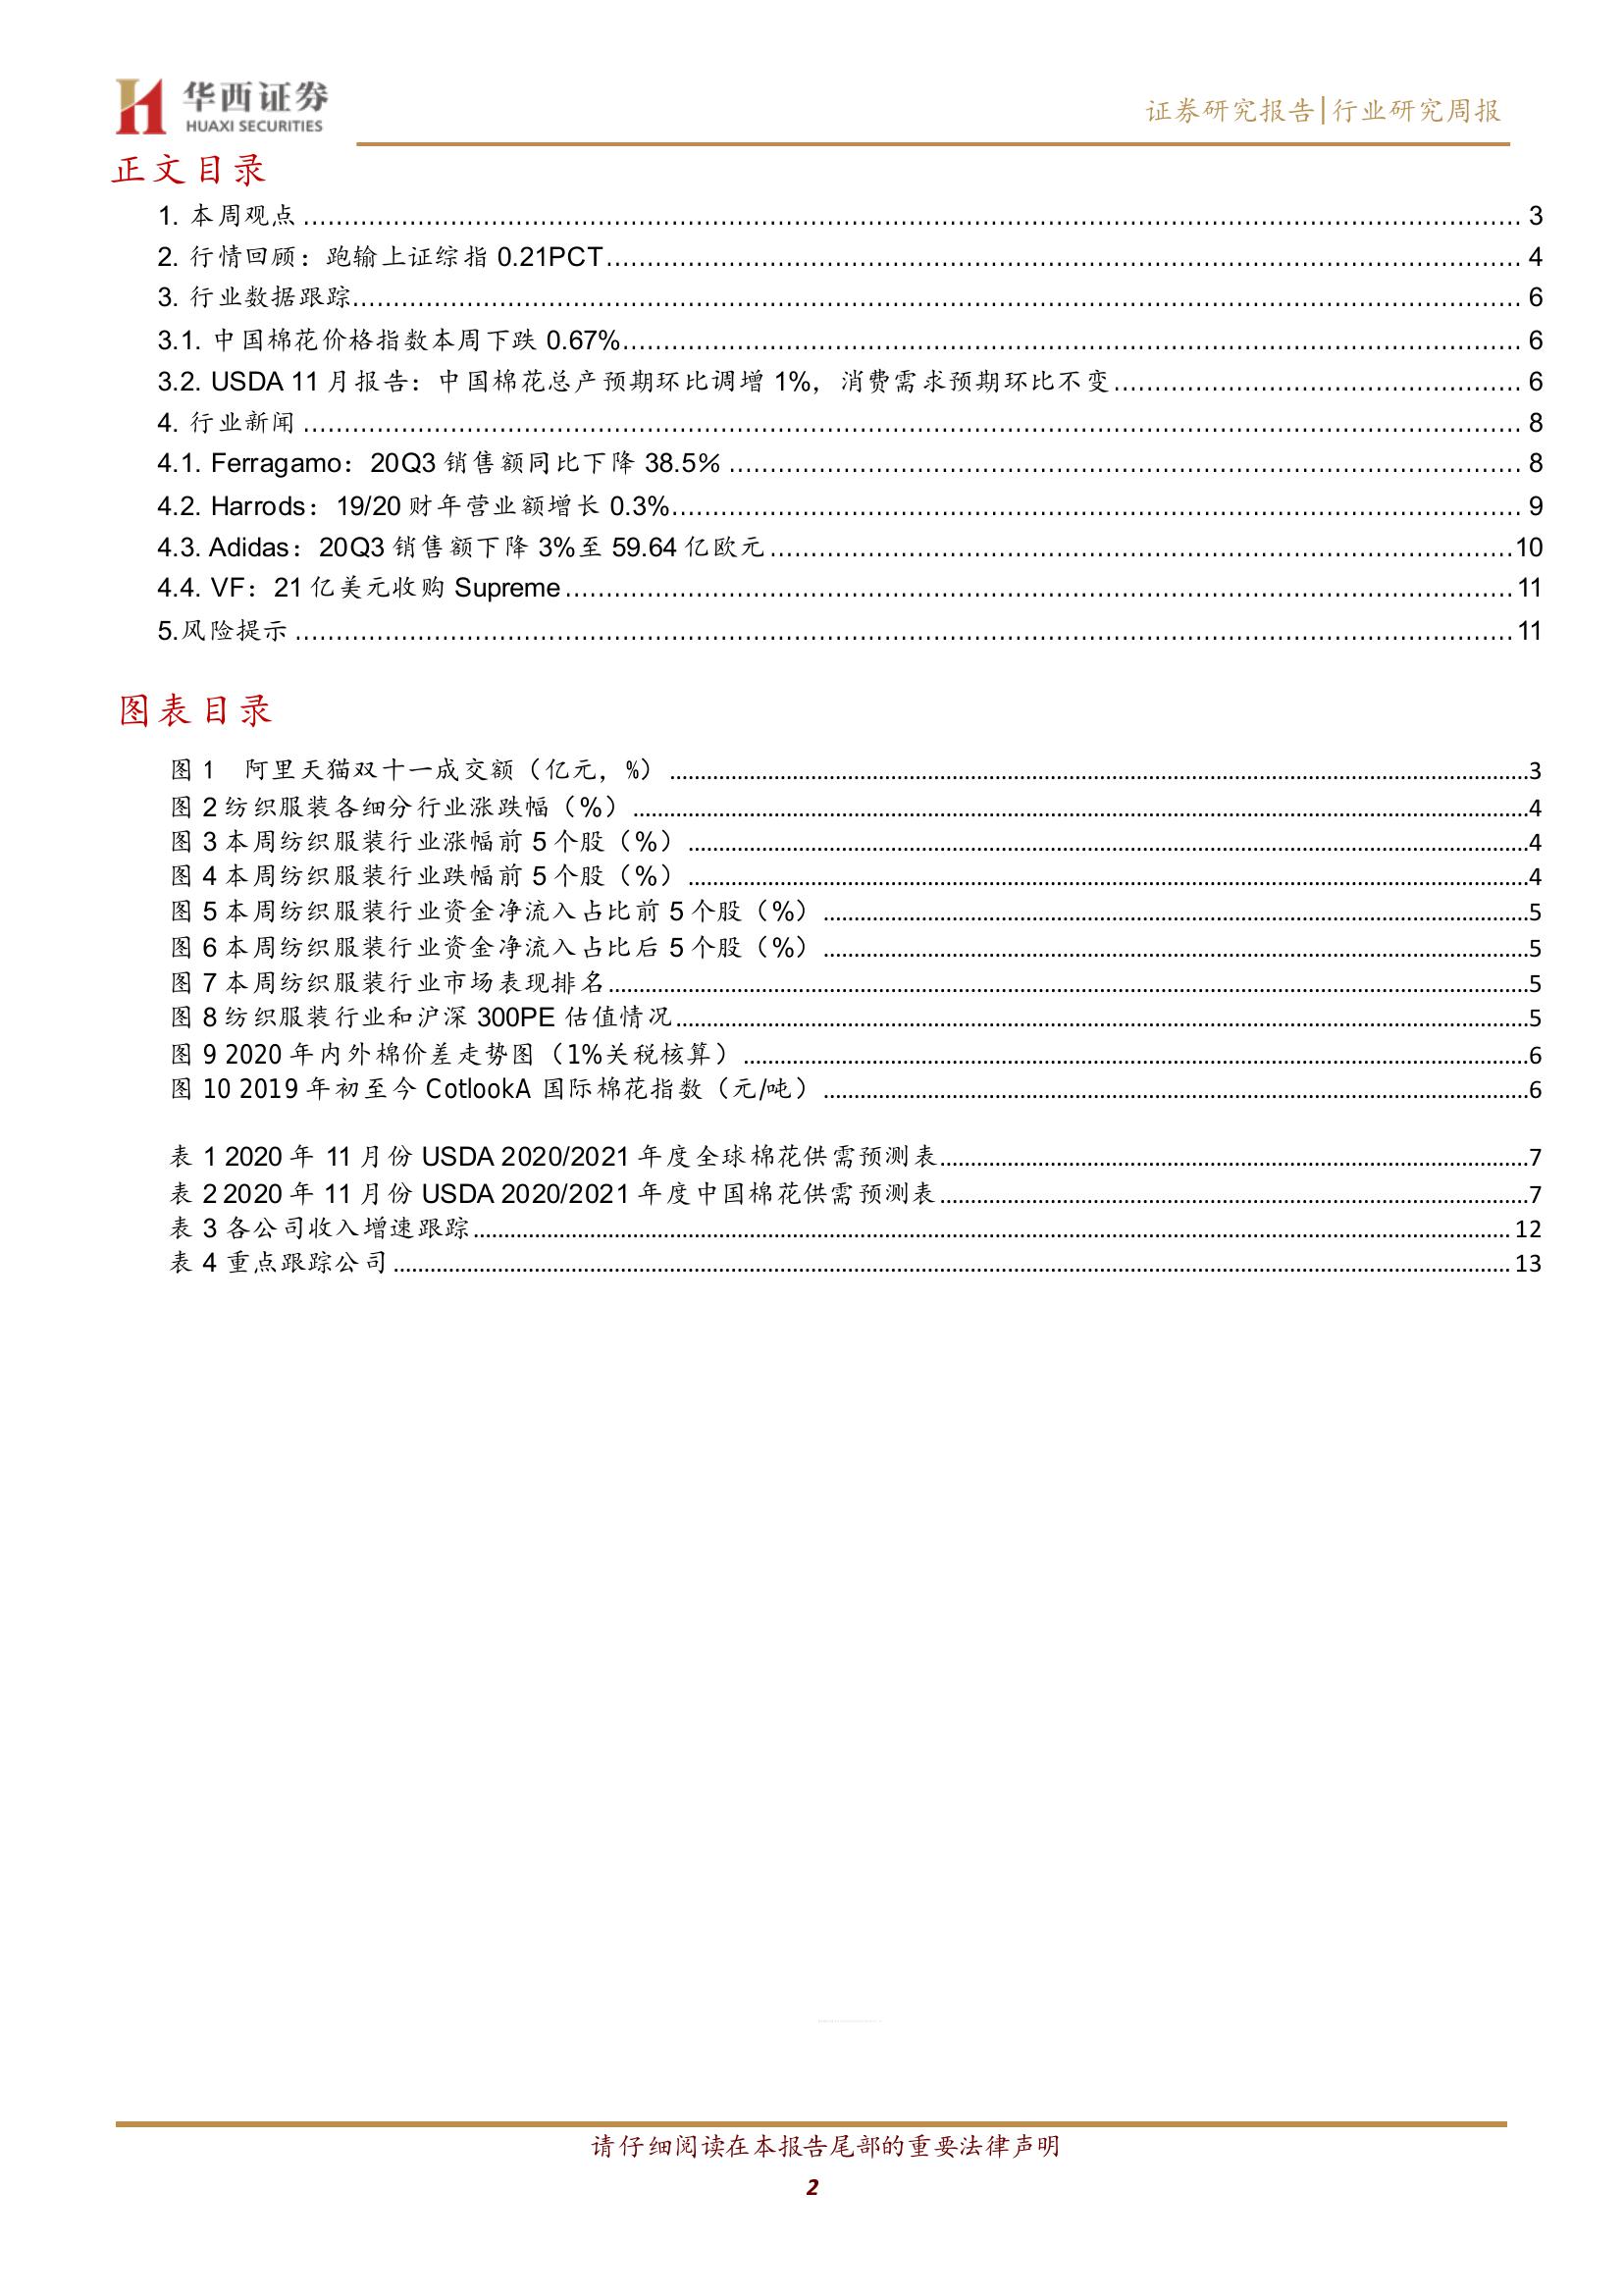 华西证券
HUAXI SECURITIES
证券研究报告|行业研究周报
正文目录
1. 本周观点 3
2. 行情回顾：跑输上证综指 0.21PCT 4
3. 行业数据跟踪 6
3.1. 中国棉花价格指数本周下跌 0.67% 6
3.2. USDA 11 月报告：中国棉花总产预期环比调增 1%，消费需求预期环比不变 6
4. 行业新闻 8
4.1. Ferragamo：20Q3 销售额同比下降 38.5% 8
4.2. Harrods：19/20 财年营业额增长 0.3% 9
4.3. Adidas：20Q3 销售额下降 3%至 59.64 亿欧元 10
4.4. VF：21 亿美元收购 Supreme 11
5.风险提示 11
图表目录
图 1 阿里天猫双十一成交额（亿元，%） 3
图 2 纺织服装各细分行业涨跌幅（%） 4
图 3 本周纺织服装行业涨幅前 5 个股（%） 4
图 4 本周纺织服装行业跌幅前 5 个股（%） 4
图 5 本周纺织服装行业资金净流入占比前 5 个股（%） 5
图 6 本周纺织服装行业资金净流入占比后 5 个股（%） 5
图 7 本周纺织服装行业市场表现排名 5
图 8 纺织服装行业和沪深 300PE 估值情况 5
图 9 2020 年内外棉价差走势图（1%关税核算） 6
图 10 2019 年初至今 CotlookA 国际棉花指数（元/吨） 6
表 1 2020 年 11 月份 USDA 2020/2021 年度全球棉花供需预测表 7
表 2 2020 年 11 月份 USDA 2020/2021 年度中国棉花供需预测表 7
表 3 各公司收入增速跟踪 12
表 4 重点跟踪公司 13
请仔细阅读在本报告尾部的重要法律声明
2